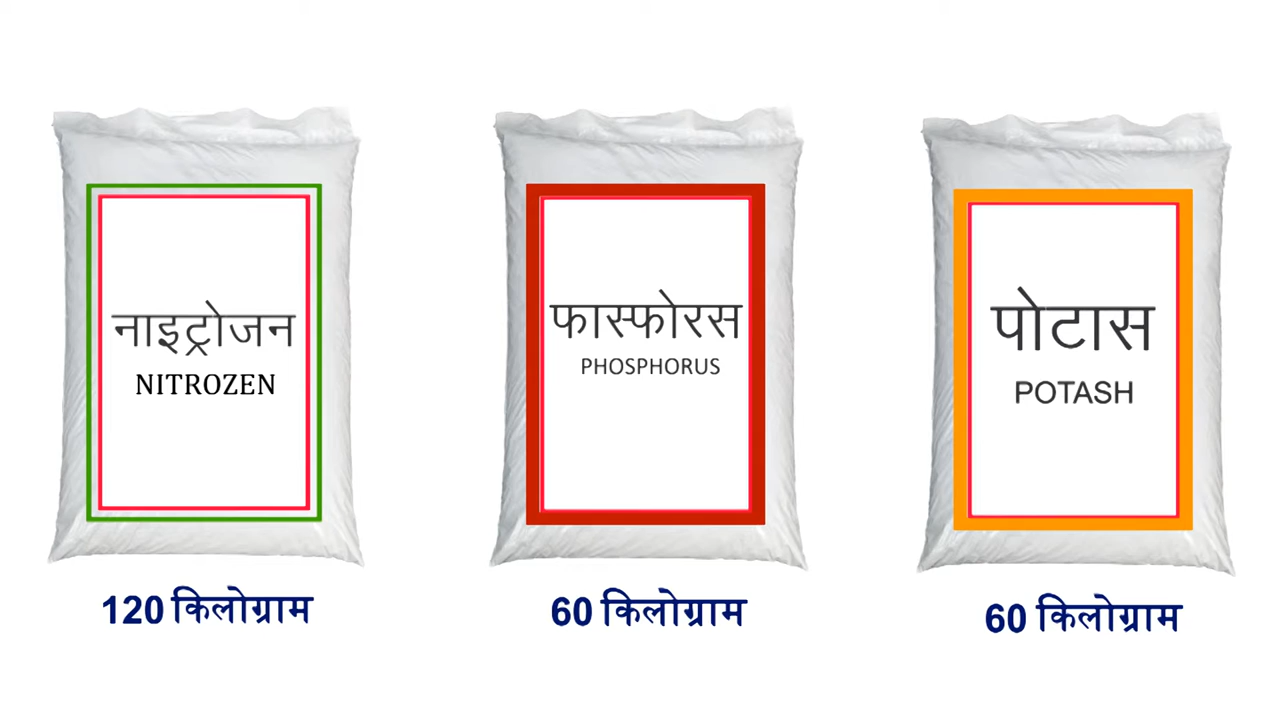 नाइट्रोजन
NITROZEN
120 किलोग्राम
फास्फोरस
PHOSPHORUS
60 किलोग्राम
पोटास
POTASH
60 किलोग्राम